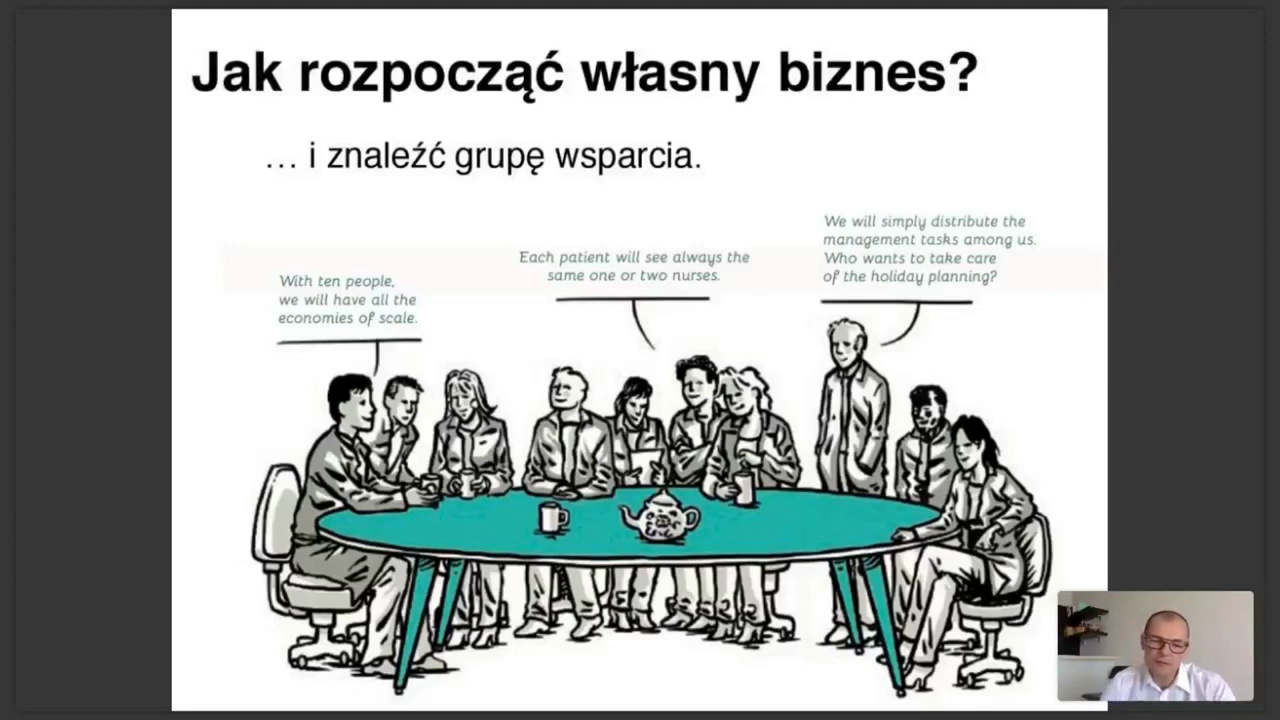 Jak rozpocząć własny biznes?
… i znaleźć grupę wsparcia.
With ten people,
we will have all the
economies of scale.
Each patient will see always the
same one or two nurses.
We will simply distribute the
management tasks among us.
Who wants to take care
of the holiday planning?